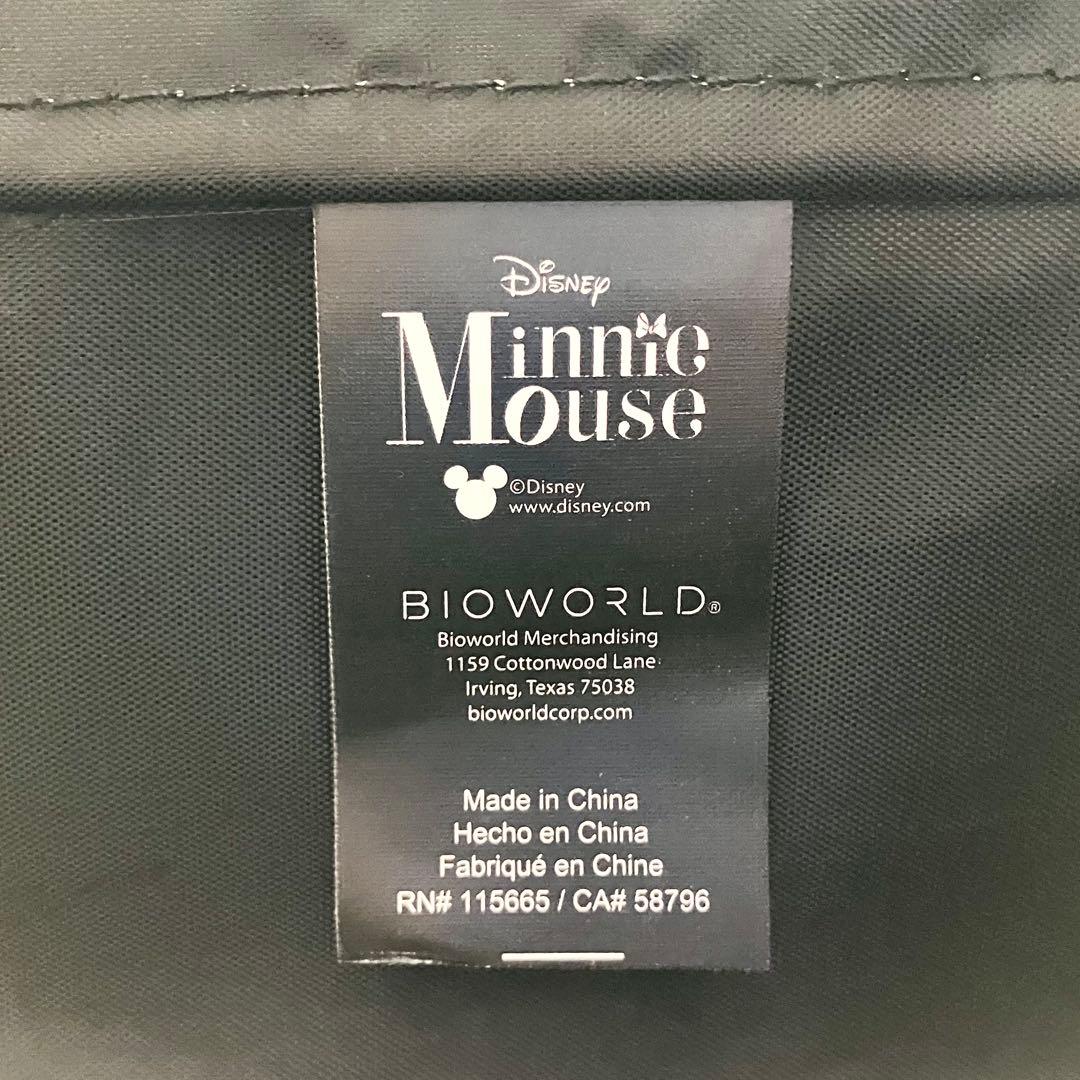 Disney
Minnie
Mouse
©Disney
www.disney.com
BIOWORLD®
Bioworld Merchandising
1159 Cottonwood Lane
Irving, Texas 75038
bioworldcorp.com
Made in China
Hecho en China
Fabriqué en Chine
RN# 115665 / CA# 58796